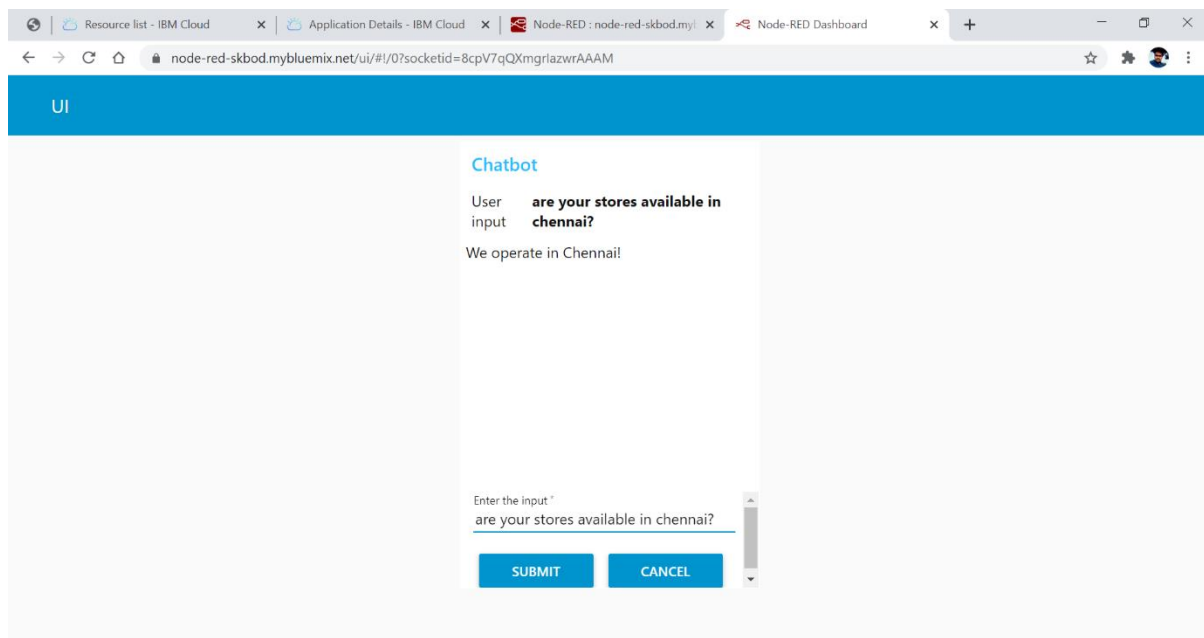 Resource list - IBM Cloud
Application Details - IBM Cloud
Node-RED : node-red-skbod.myl
Node-RED Dashboard
node-red-skbod.mybluemix.net/ui/#!/0?socketid=8cpV7qQXmgrIazwrAAAM
UI
Chatbot
User input
are your stores available in
chennai?
We operate in Chennai!
Enter the input *
are your stores available in chennai?
SUBMIT CANCEL